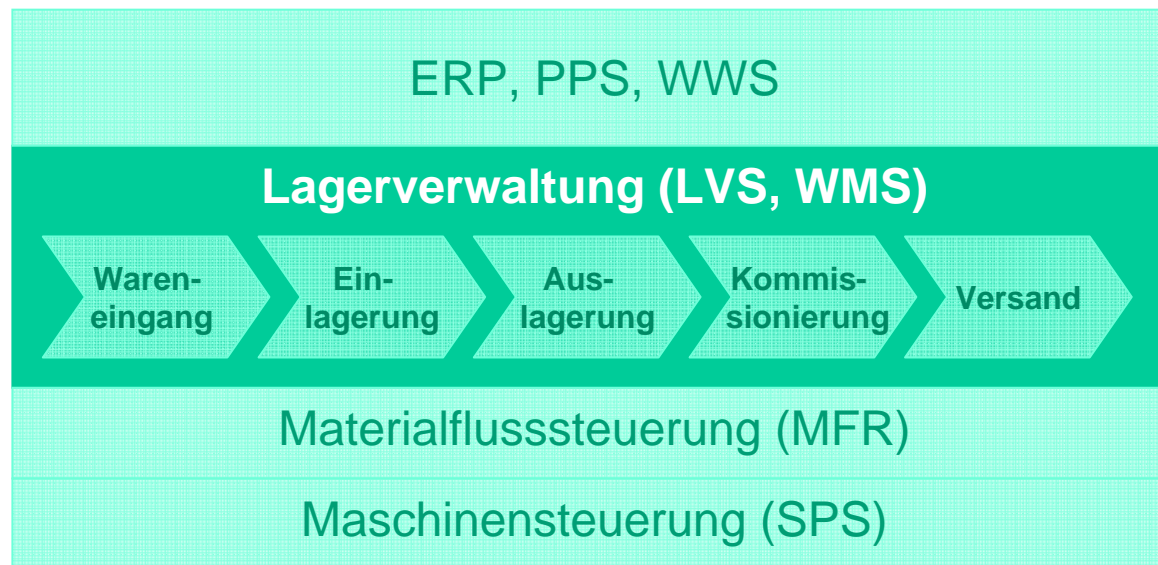 ERP, PPS, WWS
Lagerverwaltung (LVS, WMS)
Waren-
eingang
Ein-
lagerung
Aus-
lagerung
Kommis-
sionierung
Versand
Materialflusssteuerung (MFR)
Maschinensteuerung (SPS)